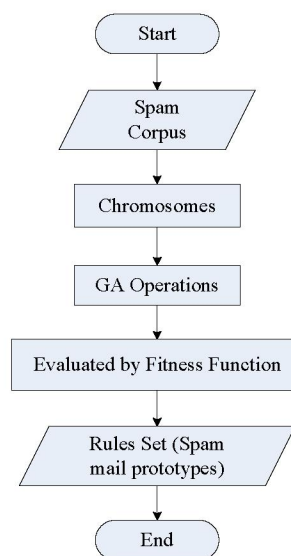 Start
Spam
Corpus
Chromosomes
GA Operations
Evaluated by Fitness Function
Rules Set (Spam
mail prototypes)
End